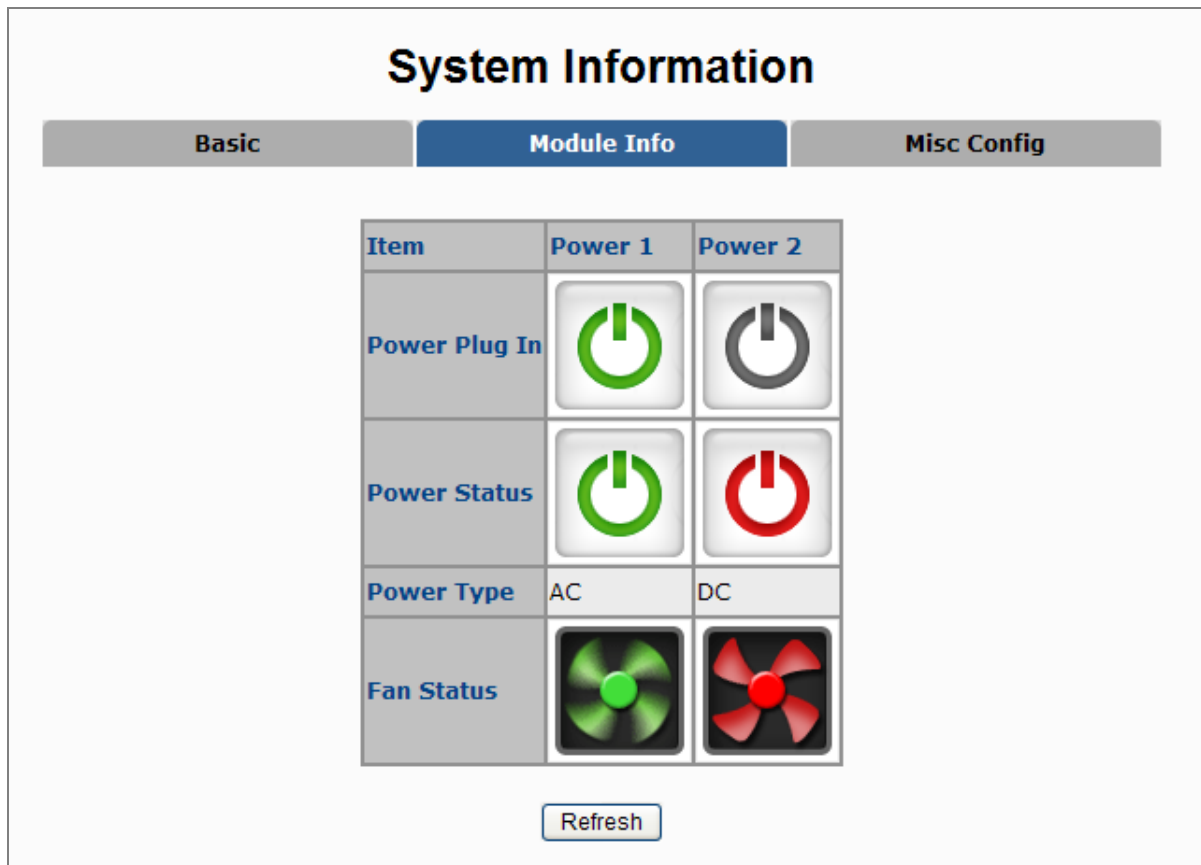 System Information
Basic Module Info Misc Config
Item Power 1 Power 2
Power Plug In
Power Status
Power Type AC DC
Fan Status
Refresh